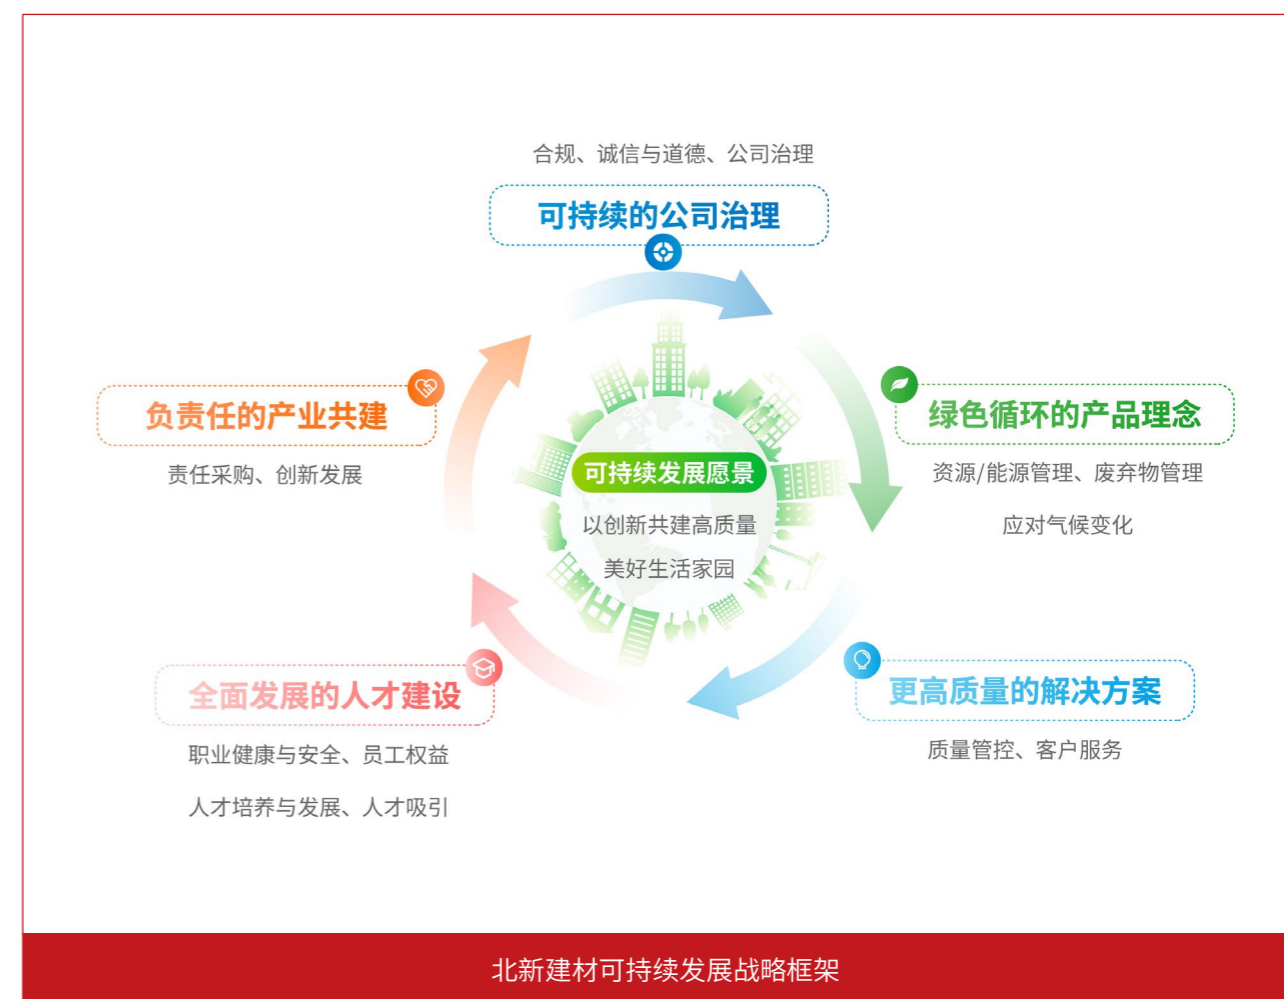 合规、诚信与道德、公司治理
可持续的公司治理
负责任的产业共建
责任采购、创新发展
绿色循环的产品理念
资源/能源管理、废弃物管理
应对气候变化
可持续发展愿景
以创新共建高质量
美好生活家园
全面发展的人才建设
职业健康与安全、员工权益
人才培养与发展、人才吸引
更高质量的解决方案
质量管控、客户服务
北新建材可持续发展战略框架